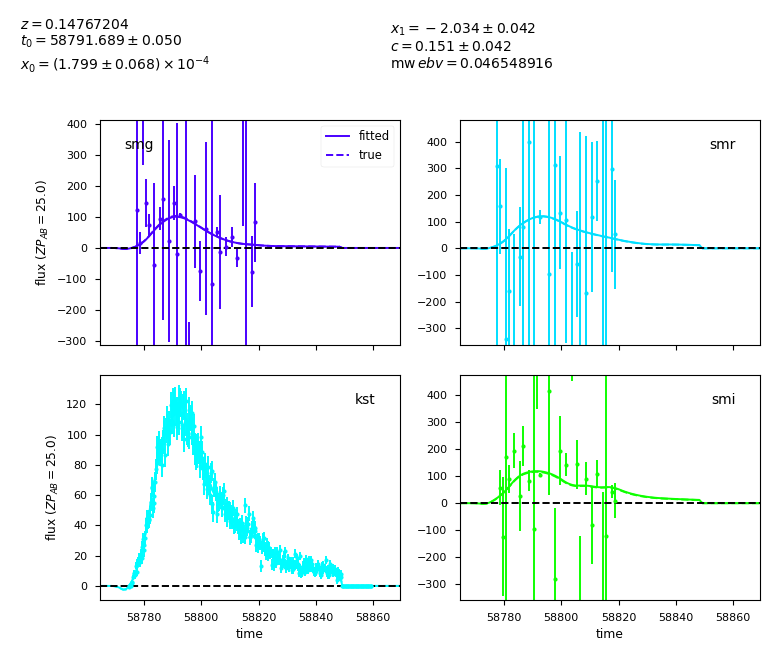 z = 0.14767204
t0 = 58791.689 ± 0.050
x0 = (1.799 ± 0.068) × 10⁻⁴
x1 = −2.034 ± 0.042
c = 0.151 ± 0.042
mw ebv = 0.046548916
smg
fitted
true
400
300
200
100
0
−100
−200
−300
flux (ZP_AB = 25.0)
smr
400
300
200
100
0
−100
−200
−300
kst
120
100
80
60
40
20
0
flux (ZP_AB = 25.0)
58780 58800 58820 58840 58860
time
smi
400
300
200
100
0
−100
−200
−300
58780 58800 58820 58840 58860
time